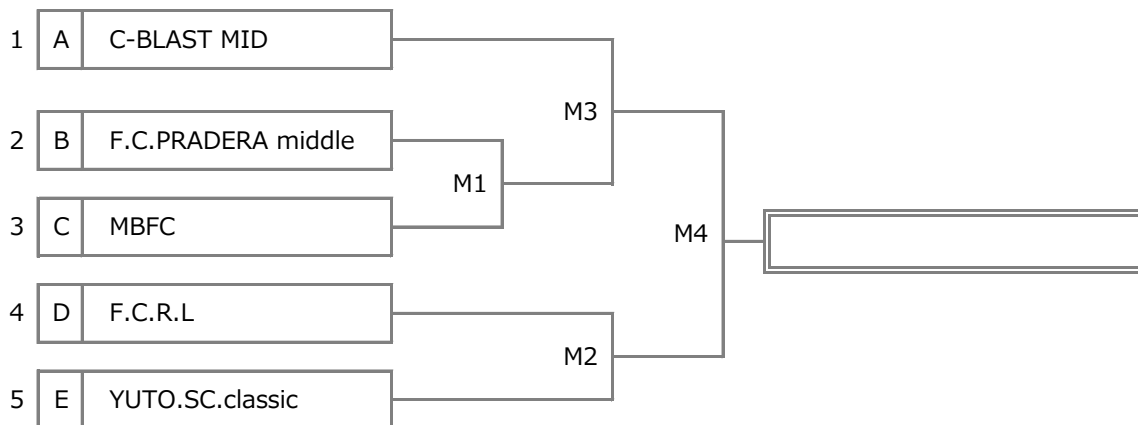 1 A C-BLAST MID
M3
2 B F.C.PRADERA middle
M1
3 C MBFC
M4
4 D F.C.R.L
M2
5 E YUTO.SC.classic